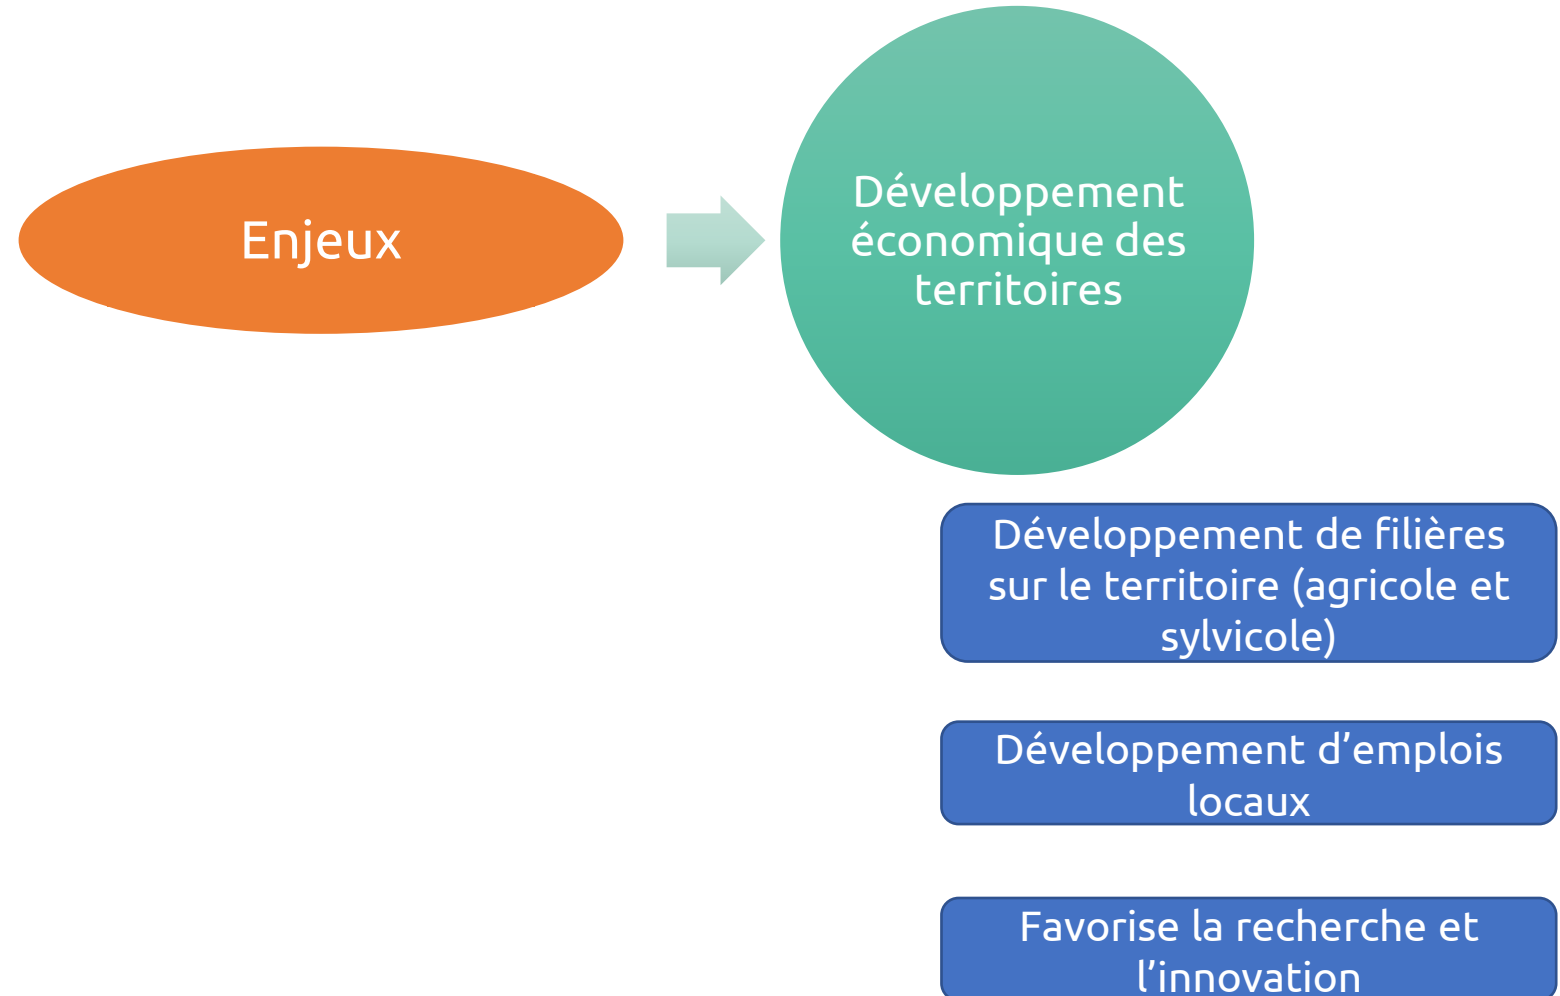 Enjeux
Développement
économique des
territoires
Développement de filières
sur le territoire (agricole et
sylvicole)
Développement d’emplois
locaux
Favorise la recherche et
l’innovation